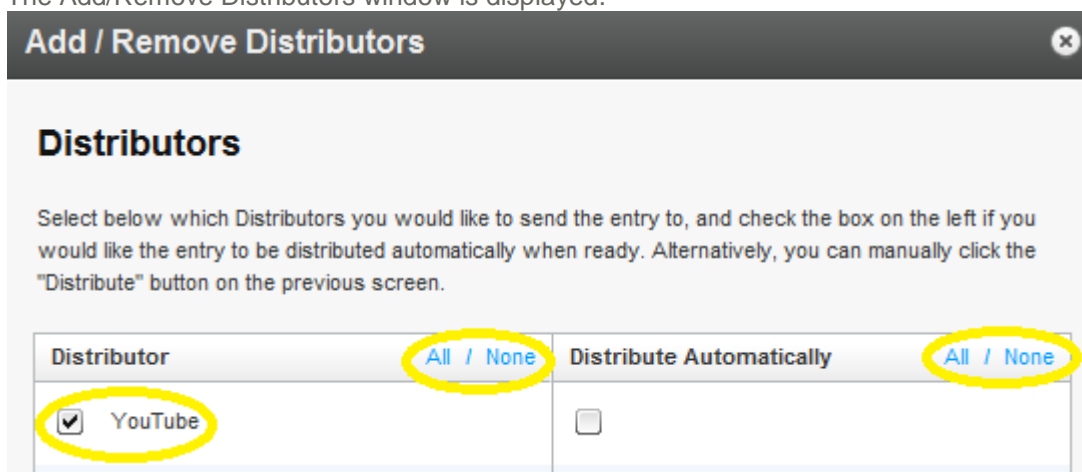 The Add/Remove Distributors window is displayed.
Add / Remove Distributors
Distributors
Select below which Distributors you would like to send the entry to, and check the box on the left if you
would like the entry to be distributed automatically when ready. Alternatively, you can manually click the
"Distribute" button on the previous screen.
Distributor All / None Distribute Automatically All / None
YouTube